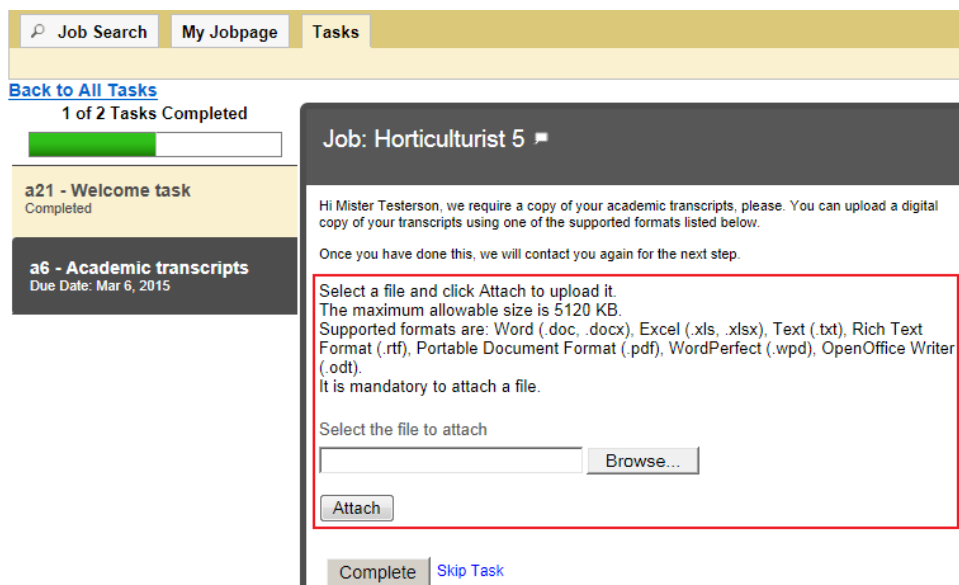 Job Search
My Jobpage
Tasks
Back to All Tasks
1 of 2 Tasks Completed
a21 - Welcome task
Completed
a6 - Academic transcripts
Due Date: Mar 6, 2015
Job: Horticulturist 5
Hi Mister Testerson, we require a copy of your academic transcripts, please. You can upload a digital
copy of your transcripts using one of the supported formats listed below.
Once you have done this, we will contact you again for the next step.
Select a file and click Attach to upload it.
The maximum allowable size is 5120 KB.
Supported formats are: Word (.doc, .docx), Excel (.xls, .xlsx), Text (.txt), Rich Text
Format (.rtf), Portable Document Format (.pdf), WordPerfect (.wpd), OpenOffice Writer
(.odt).
It is mandatory to attach a file.
Select the file to attach
Browse...
Attach
Complete
Skip Task